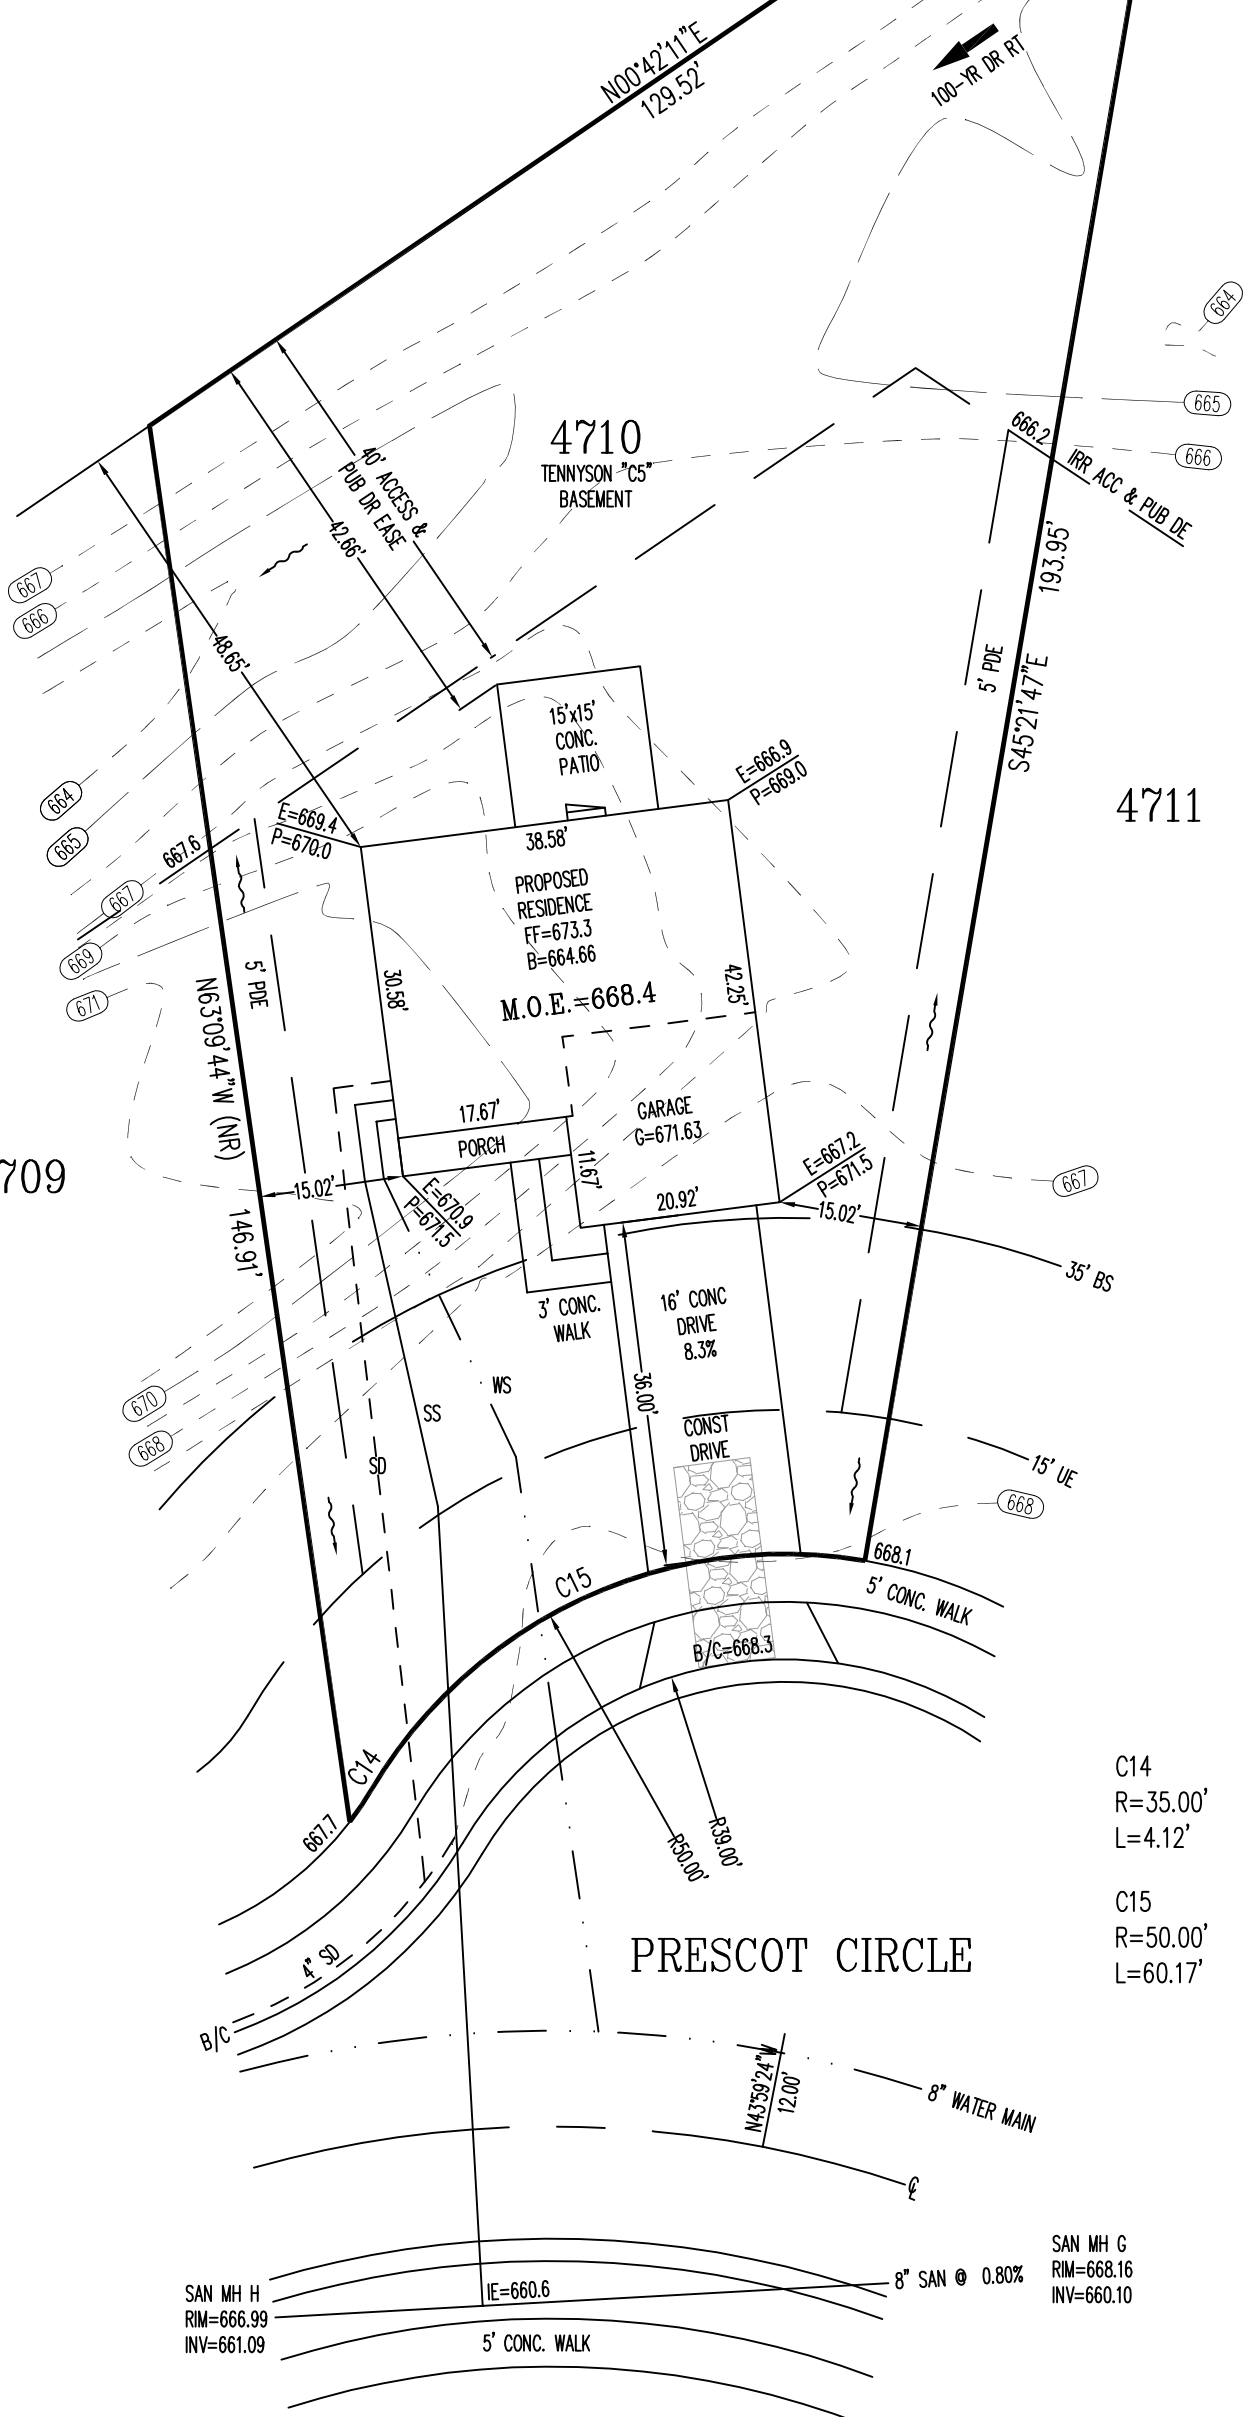 N00°42'11"E
129.52'
100-YR DR RT
664
665
666
666.2
IRR ACC & PUB DE
4710
TENNYSON "C5"
BASEMENT
40' ACCESS &
PUB DR EASE
42.66'
48.65'
193.95'
S45°21'47"E
5' PDE
667
666
664
665
667.6
667
669
671
15'x15'
CONC.
PATIO
E=666.9
P=669.0
E=669.4
P=670.0
4711
38.58'
PROPOSED
RESIDENCE
FF=673.3
B=664.66
M.O.E.=668.4
30.58'
42.25'
5' PDE
N63°09'44"W (NR)
146.91'
709
17.67'
PORCH
GARAGE
G=671.63
11.67'
20.92'
E=667.2
P=671.5
15.02'
15.02'
E=670.9
P=671.5
667
35' BS
3' CONC.
WALK
16' CONC
DRIVE
8.3%
36.00'
WS
SS
SD
670
668
CONST
DRIVE
15' UE
668
668.1
5' CONC. WALK
C15
B/C=668.3
C14
667.7
R39.00'
R50.00'
C14
R=35.00'
L=4.12'
C15
R=50.00'
L=60.17'
PRESCOT CIRCLE
4" SD
B/C
N43°59'24"W
12.00'
8" WATER MAIN
SAN MH G
RIM=668.16
INV=660.10
8" SAN @ 0.80%
IE=660.6
SAN MH H
RIM=666.99
INV=661.09
5' CONC. WALK